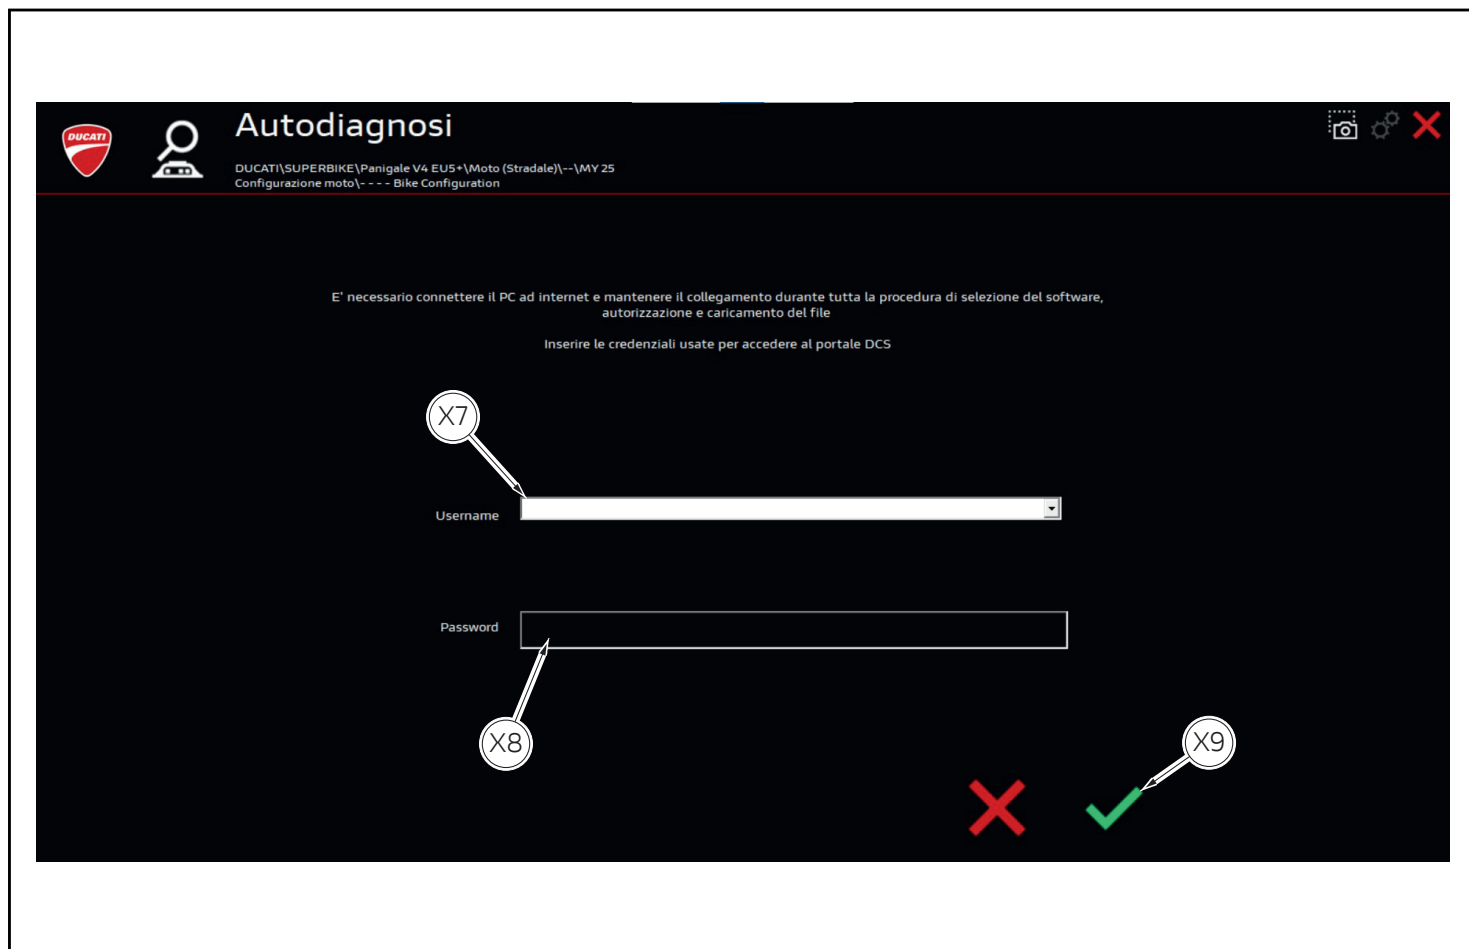 DUCATI
Autodiagnosi
DUCATI\SUPERBIKE\Panigale V4 EU5+\Moto (Stradale)\--\MY 25
Configurazione moto\- - - - Bike Configuration
E' necessario connettere il PC ad internet e mantenere il collegamento durante tutta la procedura di selezione del software,
autorizzazione e caricamento del file
Inserire le credenziali usate per accedere al portale DCS
X7
Username
Password
X8
X9